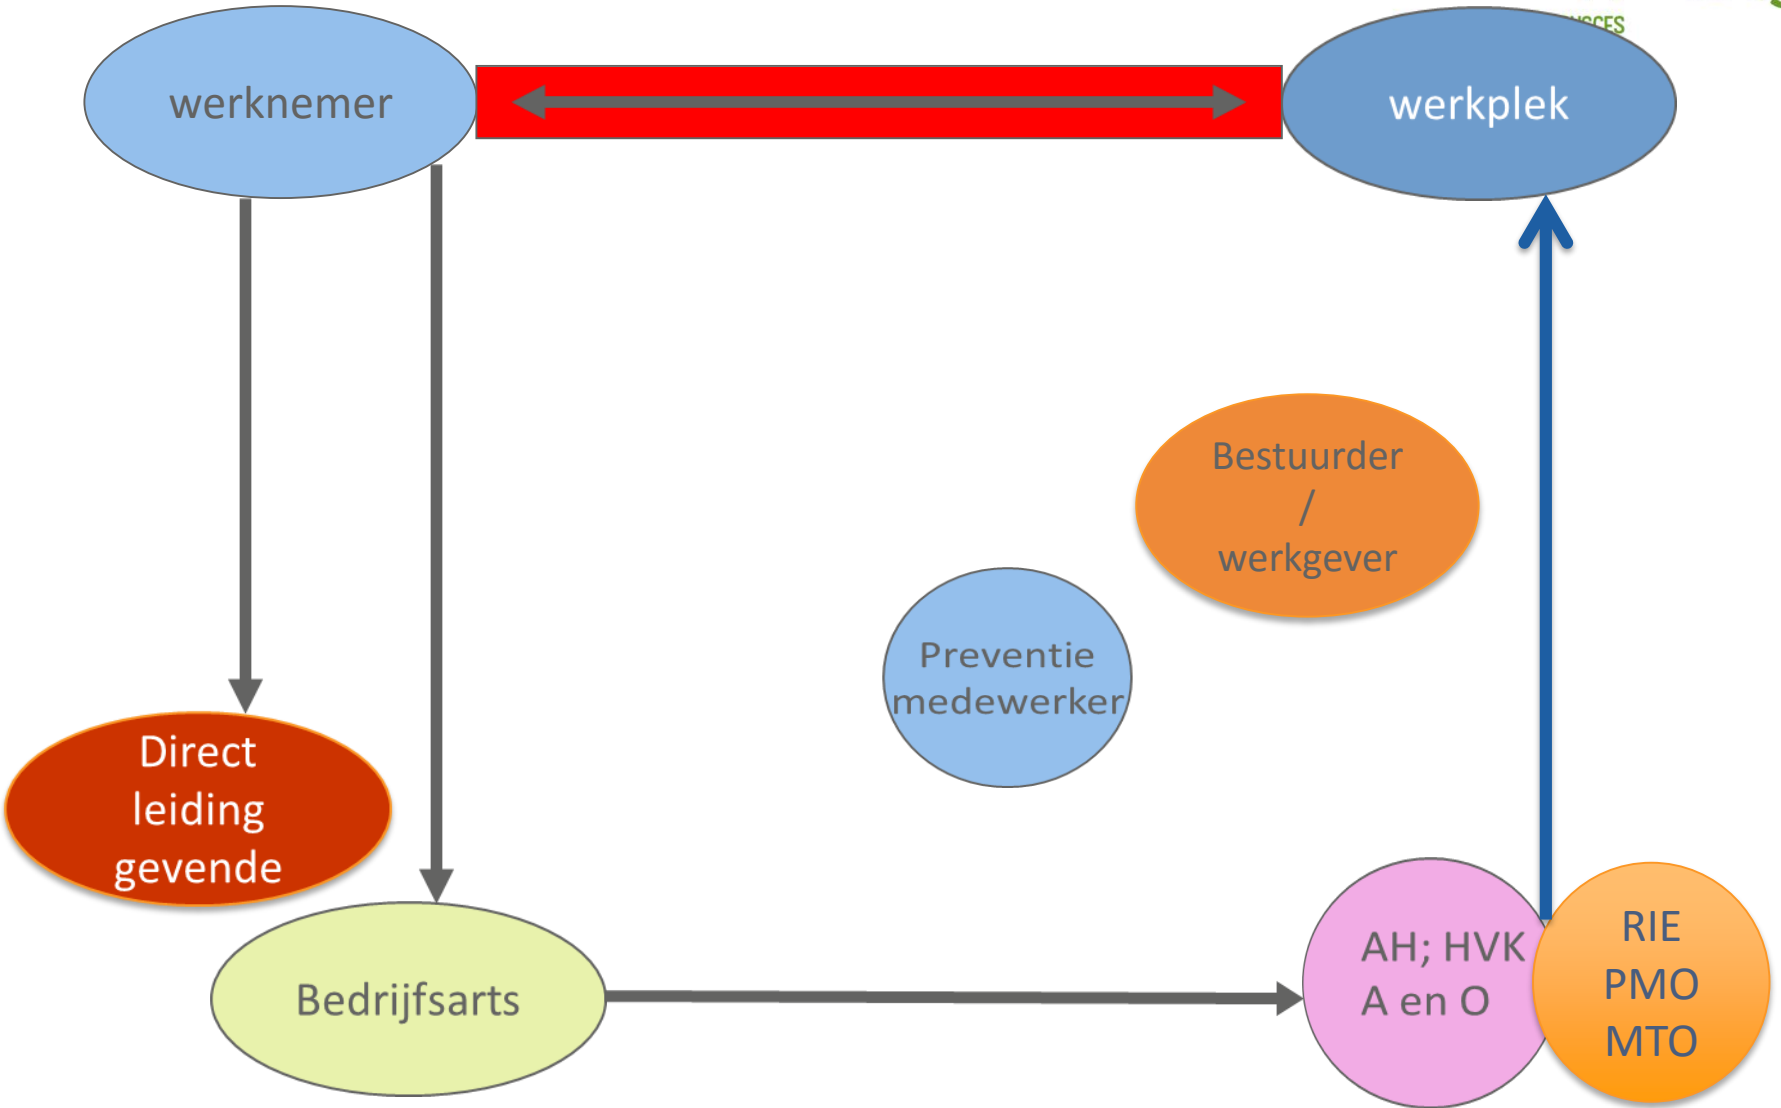 werknemer
werkplek
Bestuurder
/
werkgever
Preventie
medewerker
Direct
leiding
gevende
Bedrijfsarts
AH; HVK
A en O
RIE
PMO
MTO